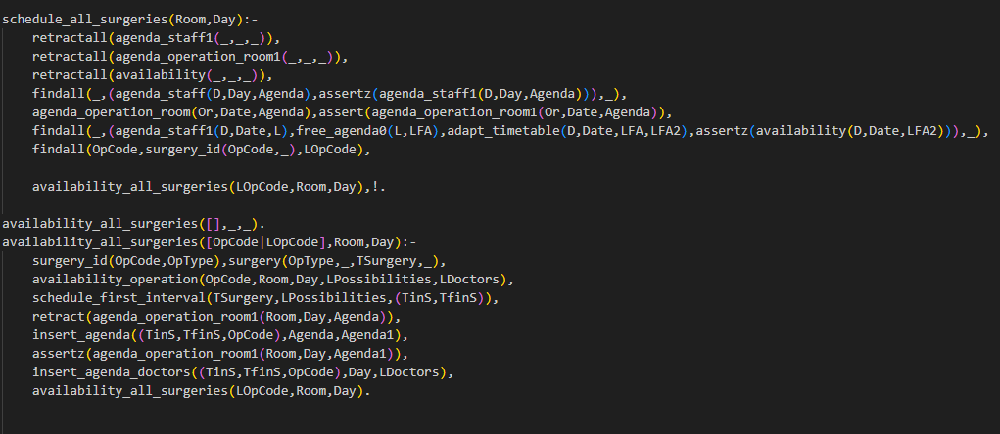 schedule_all_surgeries(Room,Day):-
    retractall(agenda_staff1(_,_,_)),
    retractall(agenda_operation_room1(_,_,_)),
    retractall(availability(_,_,_)),
    findall(_,(agenda_staff(D,Day,Agenda),assertz(agenda_staff1(D,Day,Agenda))),_),
    agenda_operation_room(Or,Date,Agenda),assert(agenda_operation_room1(Or,Date,Agenda)),
    findall(_,(agenda_staff1(D,Date,L),free_agenda0(L,LFA),adapt_timetable(D,Date,LFA,LFA2),assertz(availability(D,Date,LFA2))),_),
    findall(OpCode,surgery_id(OpCode,_),LOpCode),
    availability_all_surgeries(LOpCode,Room,Day),!.
availability_all_surgeries([],_,_).
availability_all_surgeries([OpCode|LOpCode],Room,Day):-
    surgery_id(OpCode,OpType),surgery(OpType,_,TSurgery,_),
    availability_operation(OpCode,Room,Day,LPossibilities,LDoctors),
    schedule_first_interval(TSurgery,LPossibilities,(TinS,TfinS)),
    retract(agenda_operation_room1(Room,Day,Agenda)),
    insert_agenda((TinS,TfinS,OpCode),Agenda,Agenda1),
    assertz(agenda_operation_room1(Room,Day,Agenda1)),
    insert_agenda_doctors((TinS,TfinS,OpCode),Day,LDoctors),
    availability_all_surgeries(LOpCode,Room,Day).